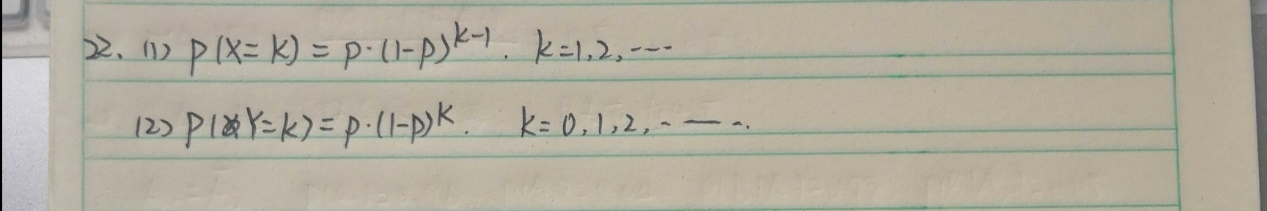 22. (1) P(X=k) = p·(1-p)^{k-1}. k=1,2,----
(2) P(Y=k) = p·(1-p)^k. k=0,1,2,-----.